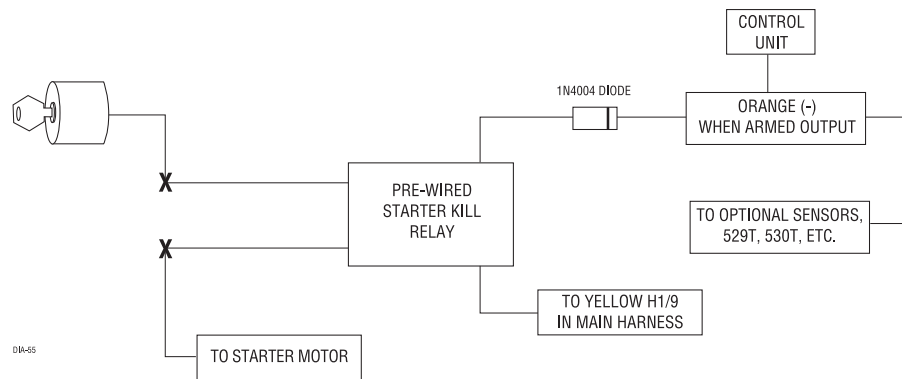 CONTROL
UNIT
1N4004 DIODE
ORANGE (-)
WHEN ARMED OUTPUT
PRE-WIRED
STARTER KILL
RELAY
TO OPTIONAL SENSORS,
529T, 530T, ETC.
TO YELLOW H1/9
IN MAIN HARNESS
DIA-55
TO STARTER MOTOR